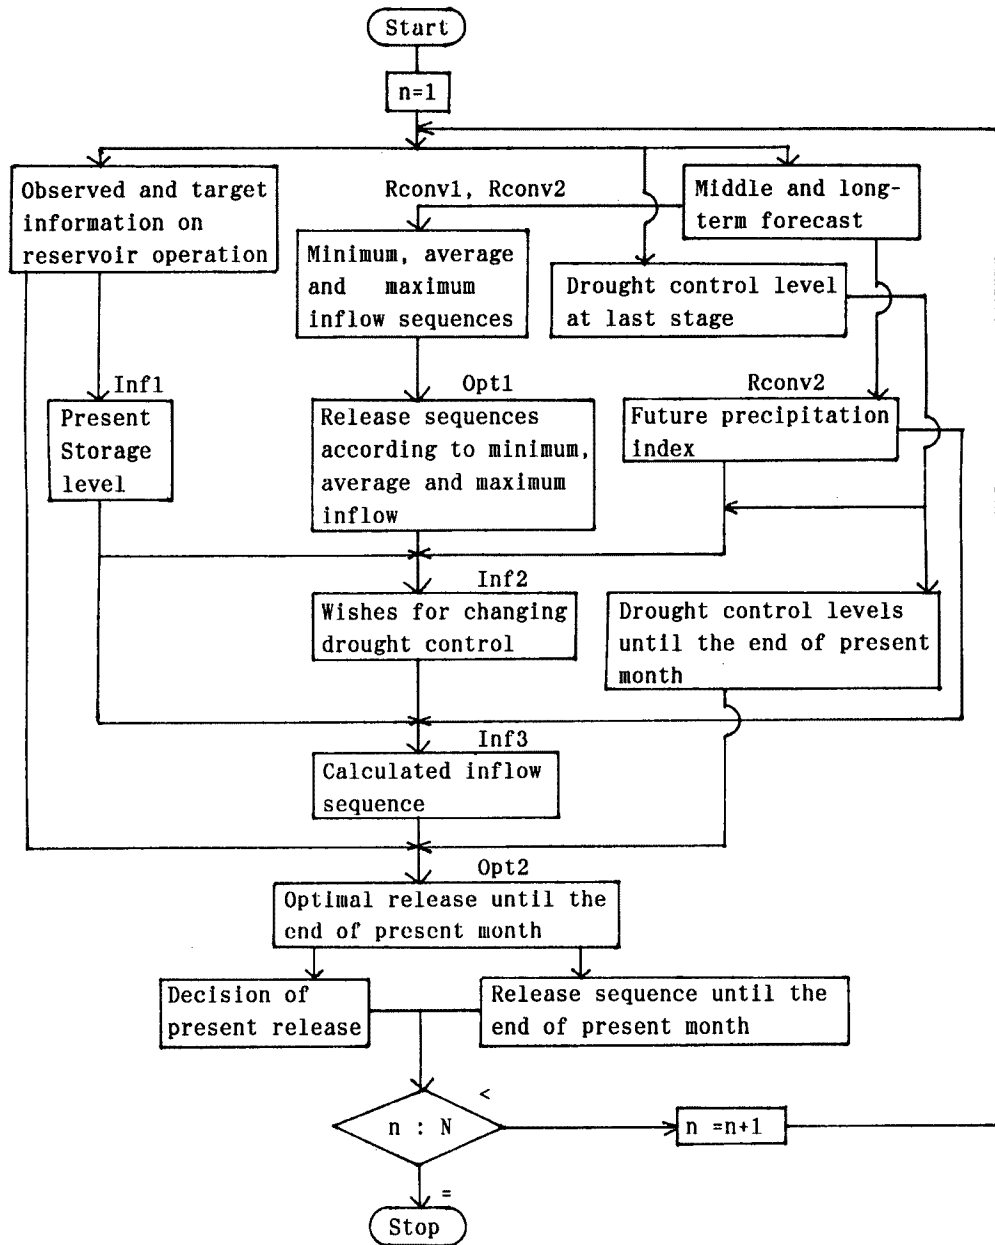 Start
n=1
Observed and target
information on
reservoir operation
Rconv1, Rconv2
Middle and long-
term forecast
Minimum, average
and maximum
inflow sequences
Drought control level
at last stage
Inf1
Present
Storage
level
Opt1
Release sequences
according to minimum,
average and maximum
inflow
Rconv2
Future precipitation
index
Inf2
Wishes for changing
drought control
Drought control levels
until the end of present
month
Inf3
Calculated inflow
sequence
Opt2
Optimal release until the
end of present month
Decision of
present release
Release sequence until the
end of present month
<
n : N
n =n+1
=
Stop